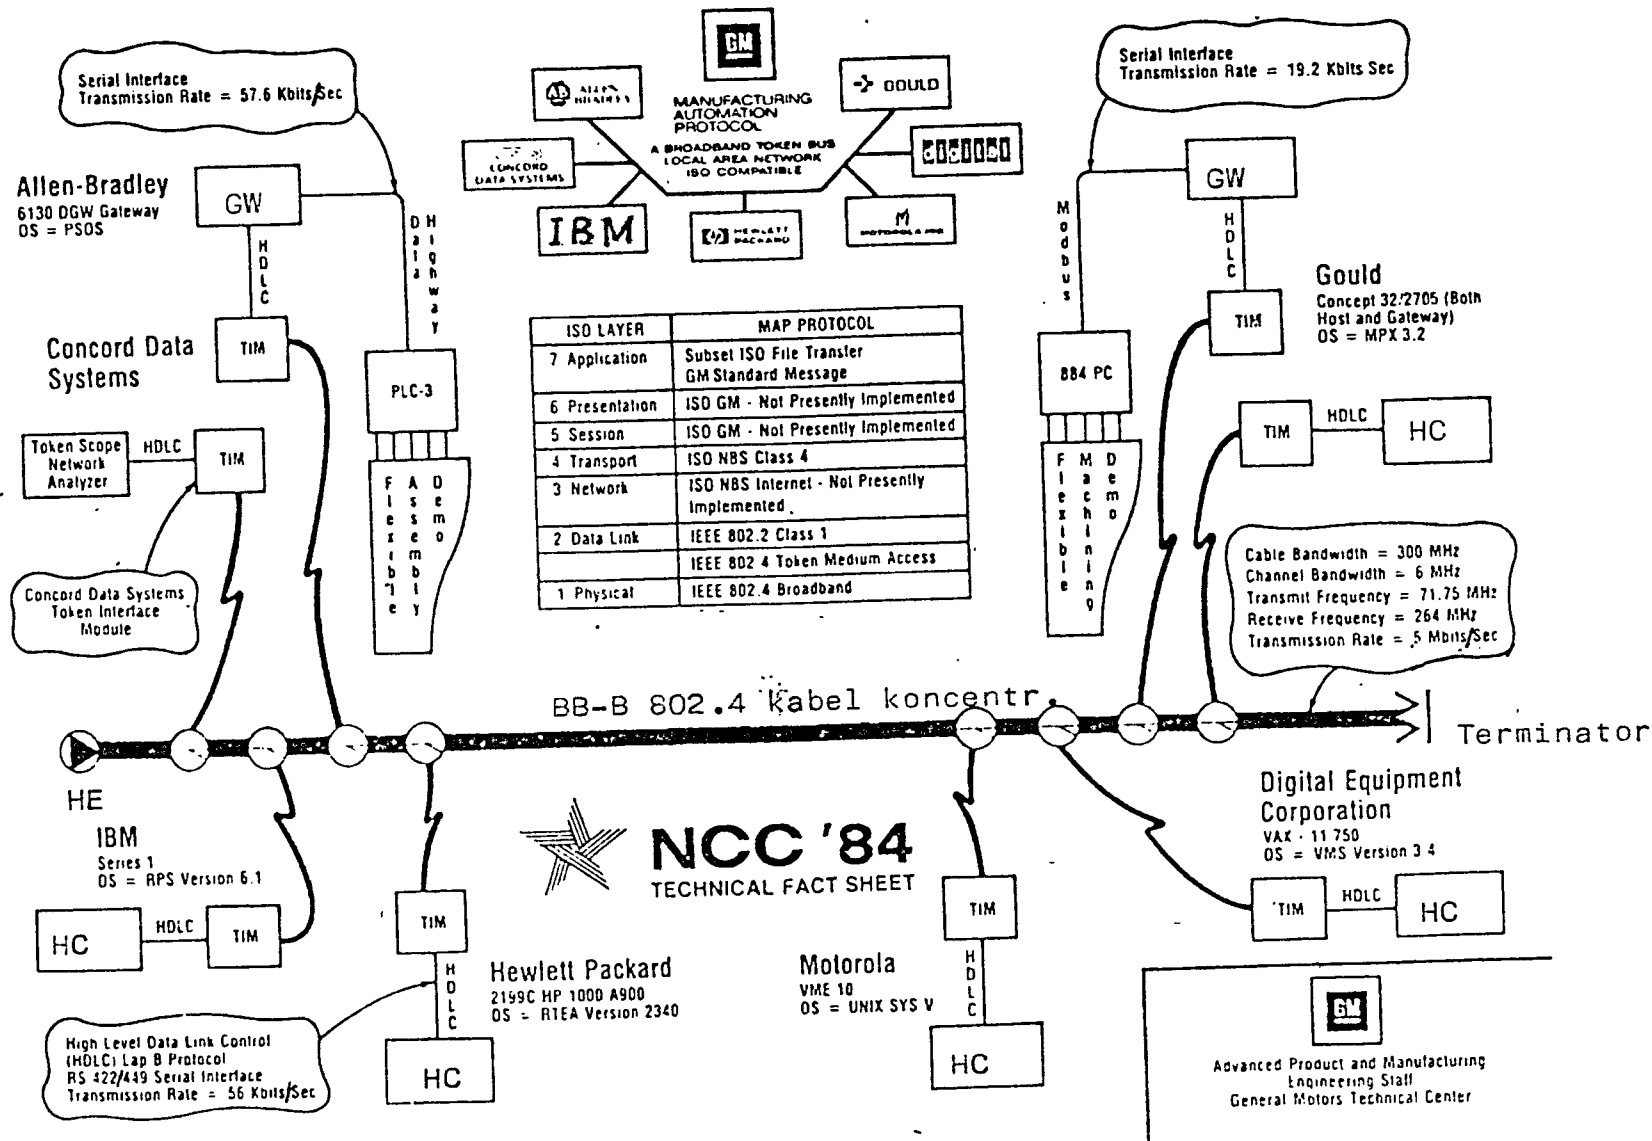 Serial Interface
Transmission Rate = 57.6 Kbits/Sec
GM
ALLEN
BRADLEY
GOULD
CONCORD
DATA SYSTEMS
digital
IBM
HEWLETT
PACKARD
MOTOROLA INC
MANUFACTURING
AUTOMATION
PROTOCOL
A BROADBAND TOKEN BUS
LOCAL AREA NETWORK
ISO COMPATIBLE
Serial Interface
Transmission Rate = 19.2 Kbits Sec
Allen-Bradley
6130 DGW Gateway
OS = PSOS
GW
HDLC
Data
Highway
Concord Data
Systems
TIM
PLC-3
Token Scope
Network
Analyzer
HDLC
TIM
Flexible
Assembly
Demo
Concord Data Systems
Token Interface
Module
ISO LAYER MAP PROTOCOL
7 Application Subset ISO File Transfer
GM Standard Message
6 Presentation ISO GM - Not Presently Implemented
5 Session ISO GM - Not Presently Implemented
4 Transport ISO NBS Class 4
3 Network ISO NBS Internet - Not Presently
Implemented
2 Data Link IEEE 802.2 Class 1
IEEE 802 4 Token Medium Access
1 Physical IEEE 802.4 Broadband
GW
Modbus
HDLC
Gould
Concept 32/2705 (Both
Host and Gateway)
OS = MPX 3.2
TIM
884 PC
TIM
HDLC
HC
Flexible
Machining
Demo
Cable Bandwidth = 300 MHz
Channel Bandwidth = 6 MHz
Transmit Frequency = 71.75 MHz
Receive Frequency = 264 MHz
Transmission Rate = 5 Mbits/Sec
BB-B 802.4 kabel koncentr.
Terminator
HE
IBM
Series 1
OS = RPS Version 6.1
HC
HDLC
TIM
NCC '84
TECHNICAL FACT SHEET
TIM
HDLC
Hewlett Packard
2199C HP 1000 A900
OS = RTEA Version 2340
HC
High Level Data Link Control
(HDLC) Lap B Protocol
RS 422/449 Serial Interface
Transmission Rate = 56 Kbits/Sec
TIM
Motorola
VME 10
OS = UNIX SYS V
HDLC
HC
Digital Equipment
Corporation
VAX - 11 750
OS = VMS Version 3 4
TIM
HDLC
HC
GM
Advanced Product and Manufacturing
Engineering Staff
General Motors Technical Center